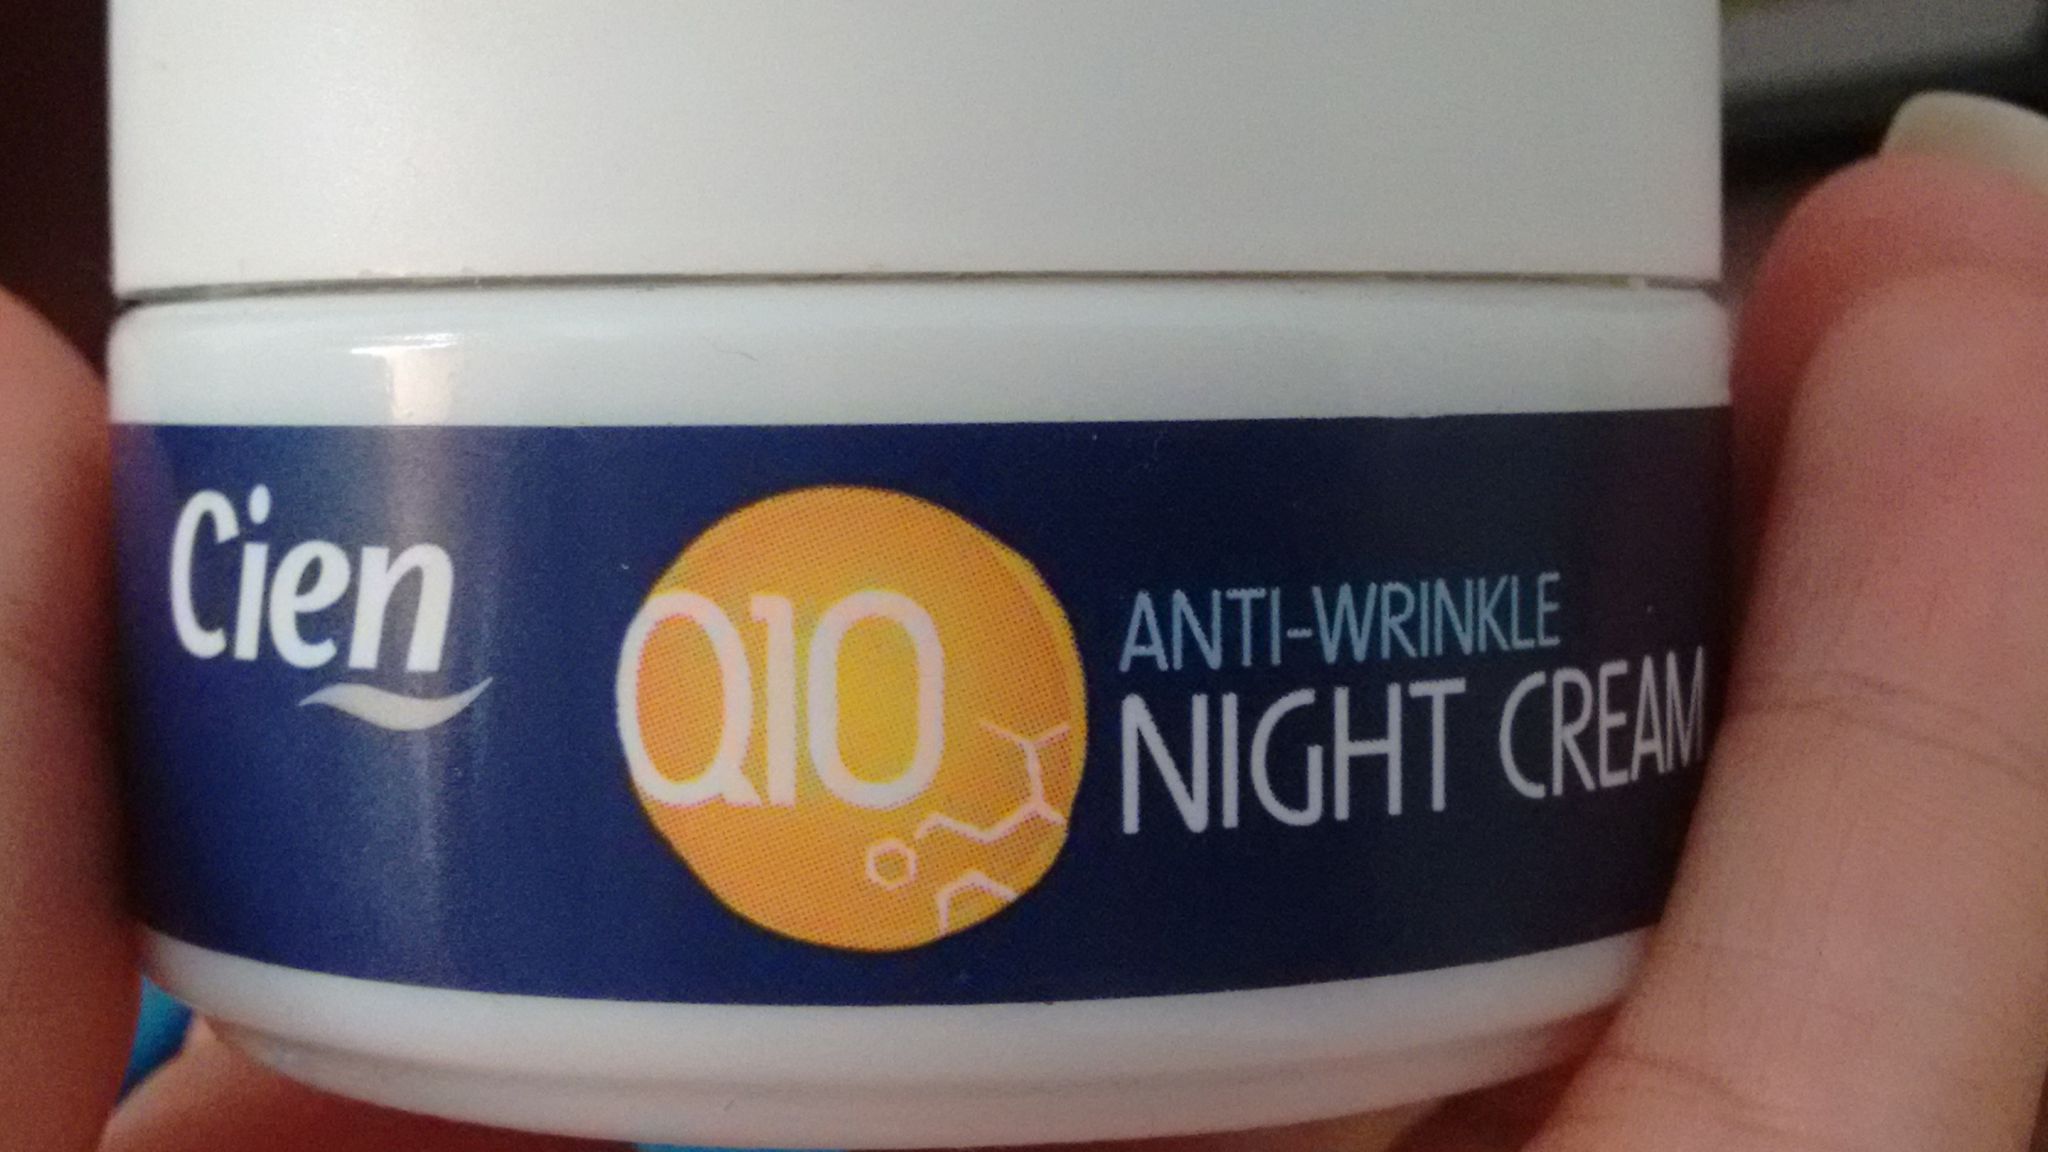 Cien
Q10
ANTI-WRINKLE
NIGHT CREAM